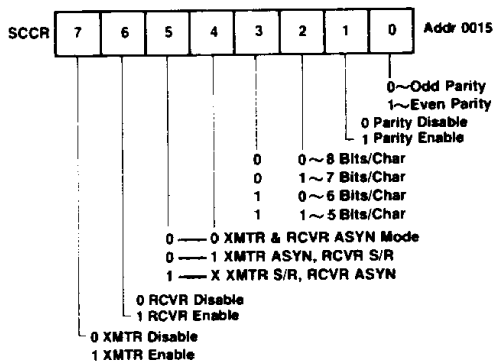 SCCR 7 6 5 4 3 2 1 0 Addr 0015
0~Odd Parity
1~Even Parity
0 Parity Disable
1 Parity Enable
0 0~8 Bits/Char
0 1~7 Bits/Char
1 0~6 Bits/Char
1 1~5 Bits/Char
0 — 0 XMTR & RCVR ASYN Mode
0 — 1 XMTR ASYN, RCVR S/R
1 — X XMTR S/R, RCVR ASYN
0 RCVR Disable
1 RCVR Enable
0 XMTR Disable
1 XMTR Enable